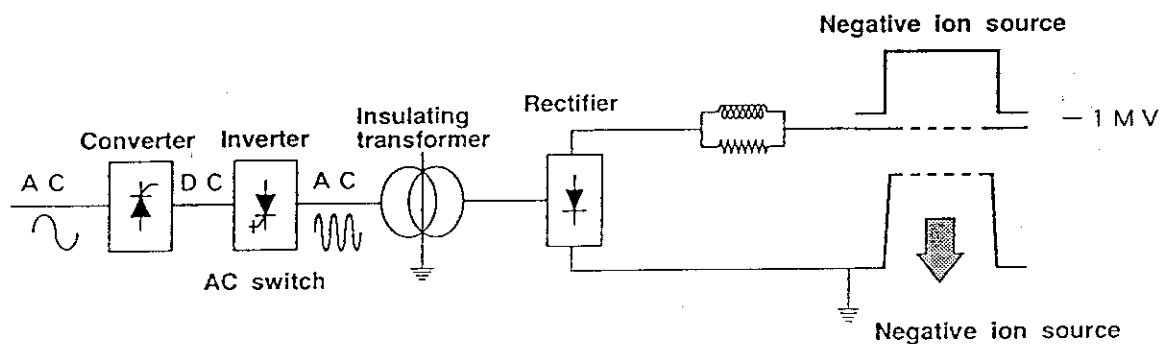 Negative ion source
Rectifier
Insulating
transformer
Converter
Inverter
− 1 M V
A C
D C
A C
AC switch
Negative ion source